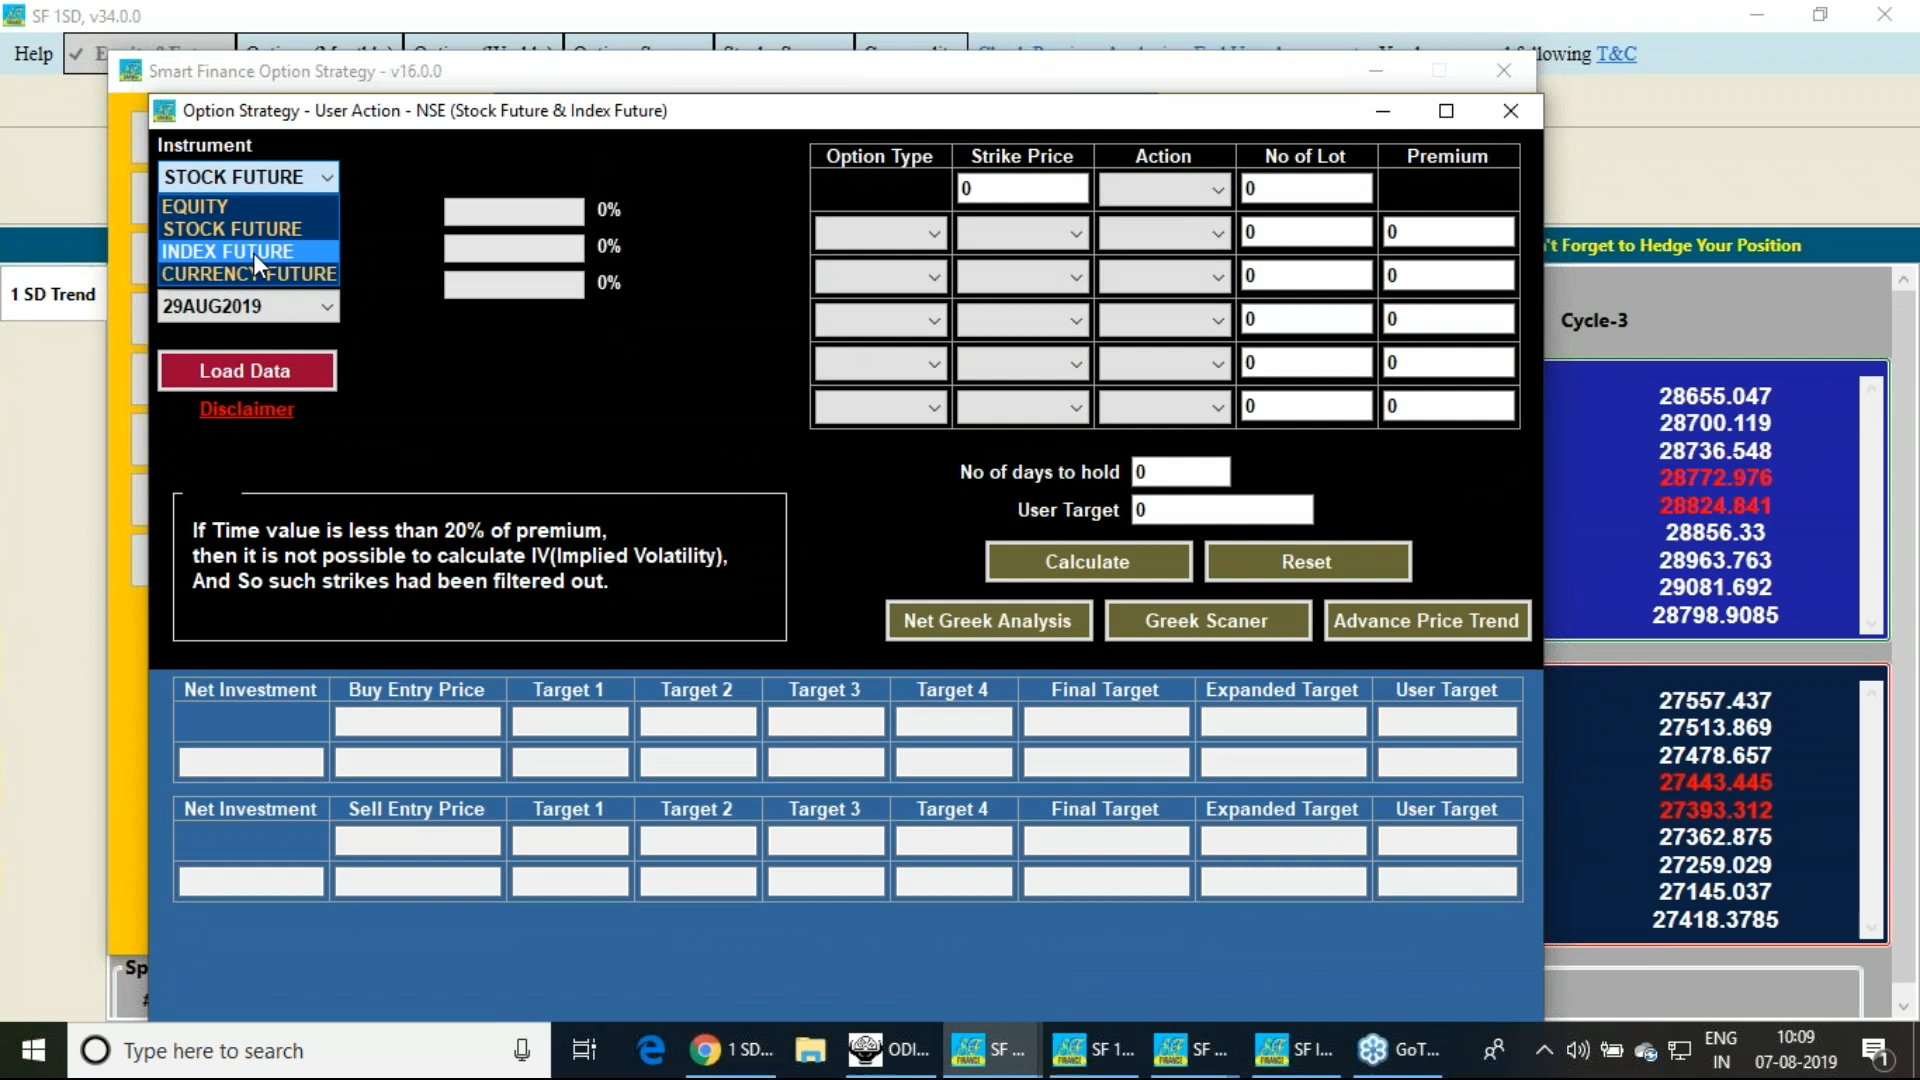 SF 1SD, v34.0.0
Help
lowing T&C
Smart Finance Option Strategy - v16.0.0
Option Strategy - User Action - NSE (Stock Future & Index Future)
Instrument
STOCK FUTURE
EQUITY
STOCK FUTURE
INDEX FUTURE
CURRENCY FUTURE
29AUG2019
Load Data
Disclaimer
0%
0%
0%
Option Type Strike Price Action No of Lot Premium
0 0
0 0
0 0
0 0
0 0
0 0
No of days to hold 0
User Target 0
Calculate Reset
Net Greek Analysis Greek Scaner Advance Price Trend
If Time value is less than 20% of premium,
then it is not possible to calculate IV(Implied Volatility),
And So such strikes had been filtered out.
Net Investment Buy Entry Price Target 1 Target 2 Target 3 Target 4 Final Target Expanded Target User Target
Net Investment Sell Entry Price Target 1 Target 2 Target 3 Target 4 Final Target Expanded Target User Target
1 SD Trend
't Forget to Hedge Your Position
Cycle-3
28655.047
28700.119
28736.548
28772.976
28824.841
28856.33
28963.763
29081.692
28798.9085
27557.437
27513.869
27478.657
27443.445
27393.312
27362.875
27259.029
27145.037
27418.3785
Sp
Type here to search
1 SD...
ODI...
SF ...
SF 1...
SF ...
SF I...
GoT...
ENG
IN
10:09
07-08-2019
1